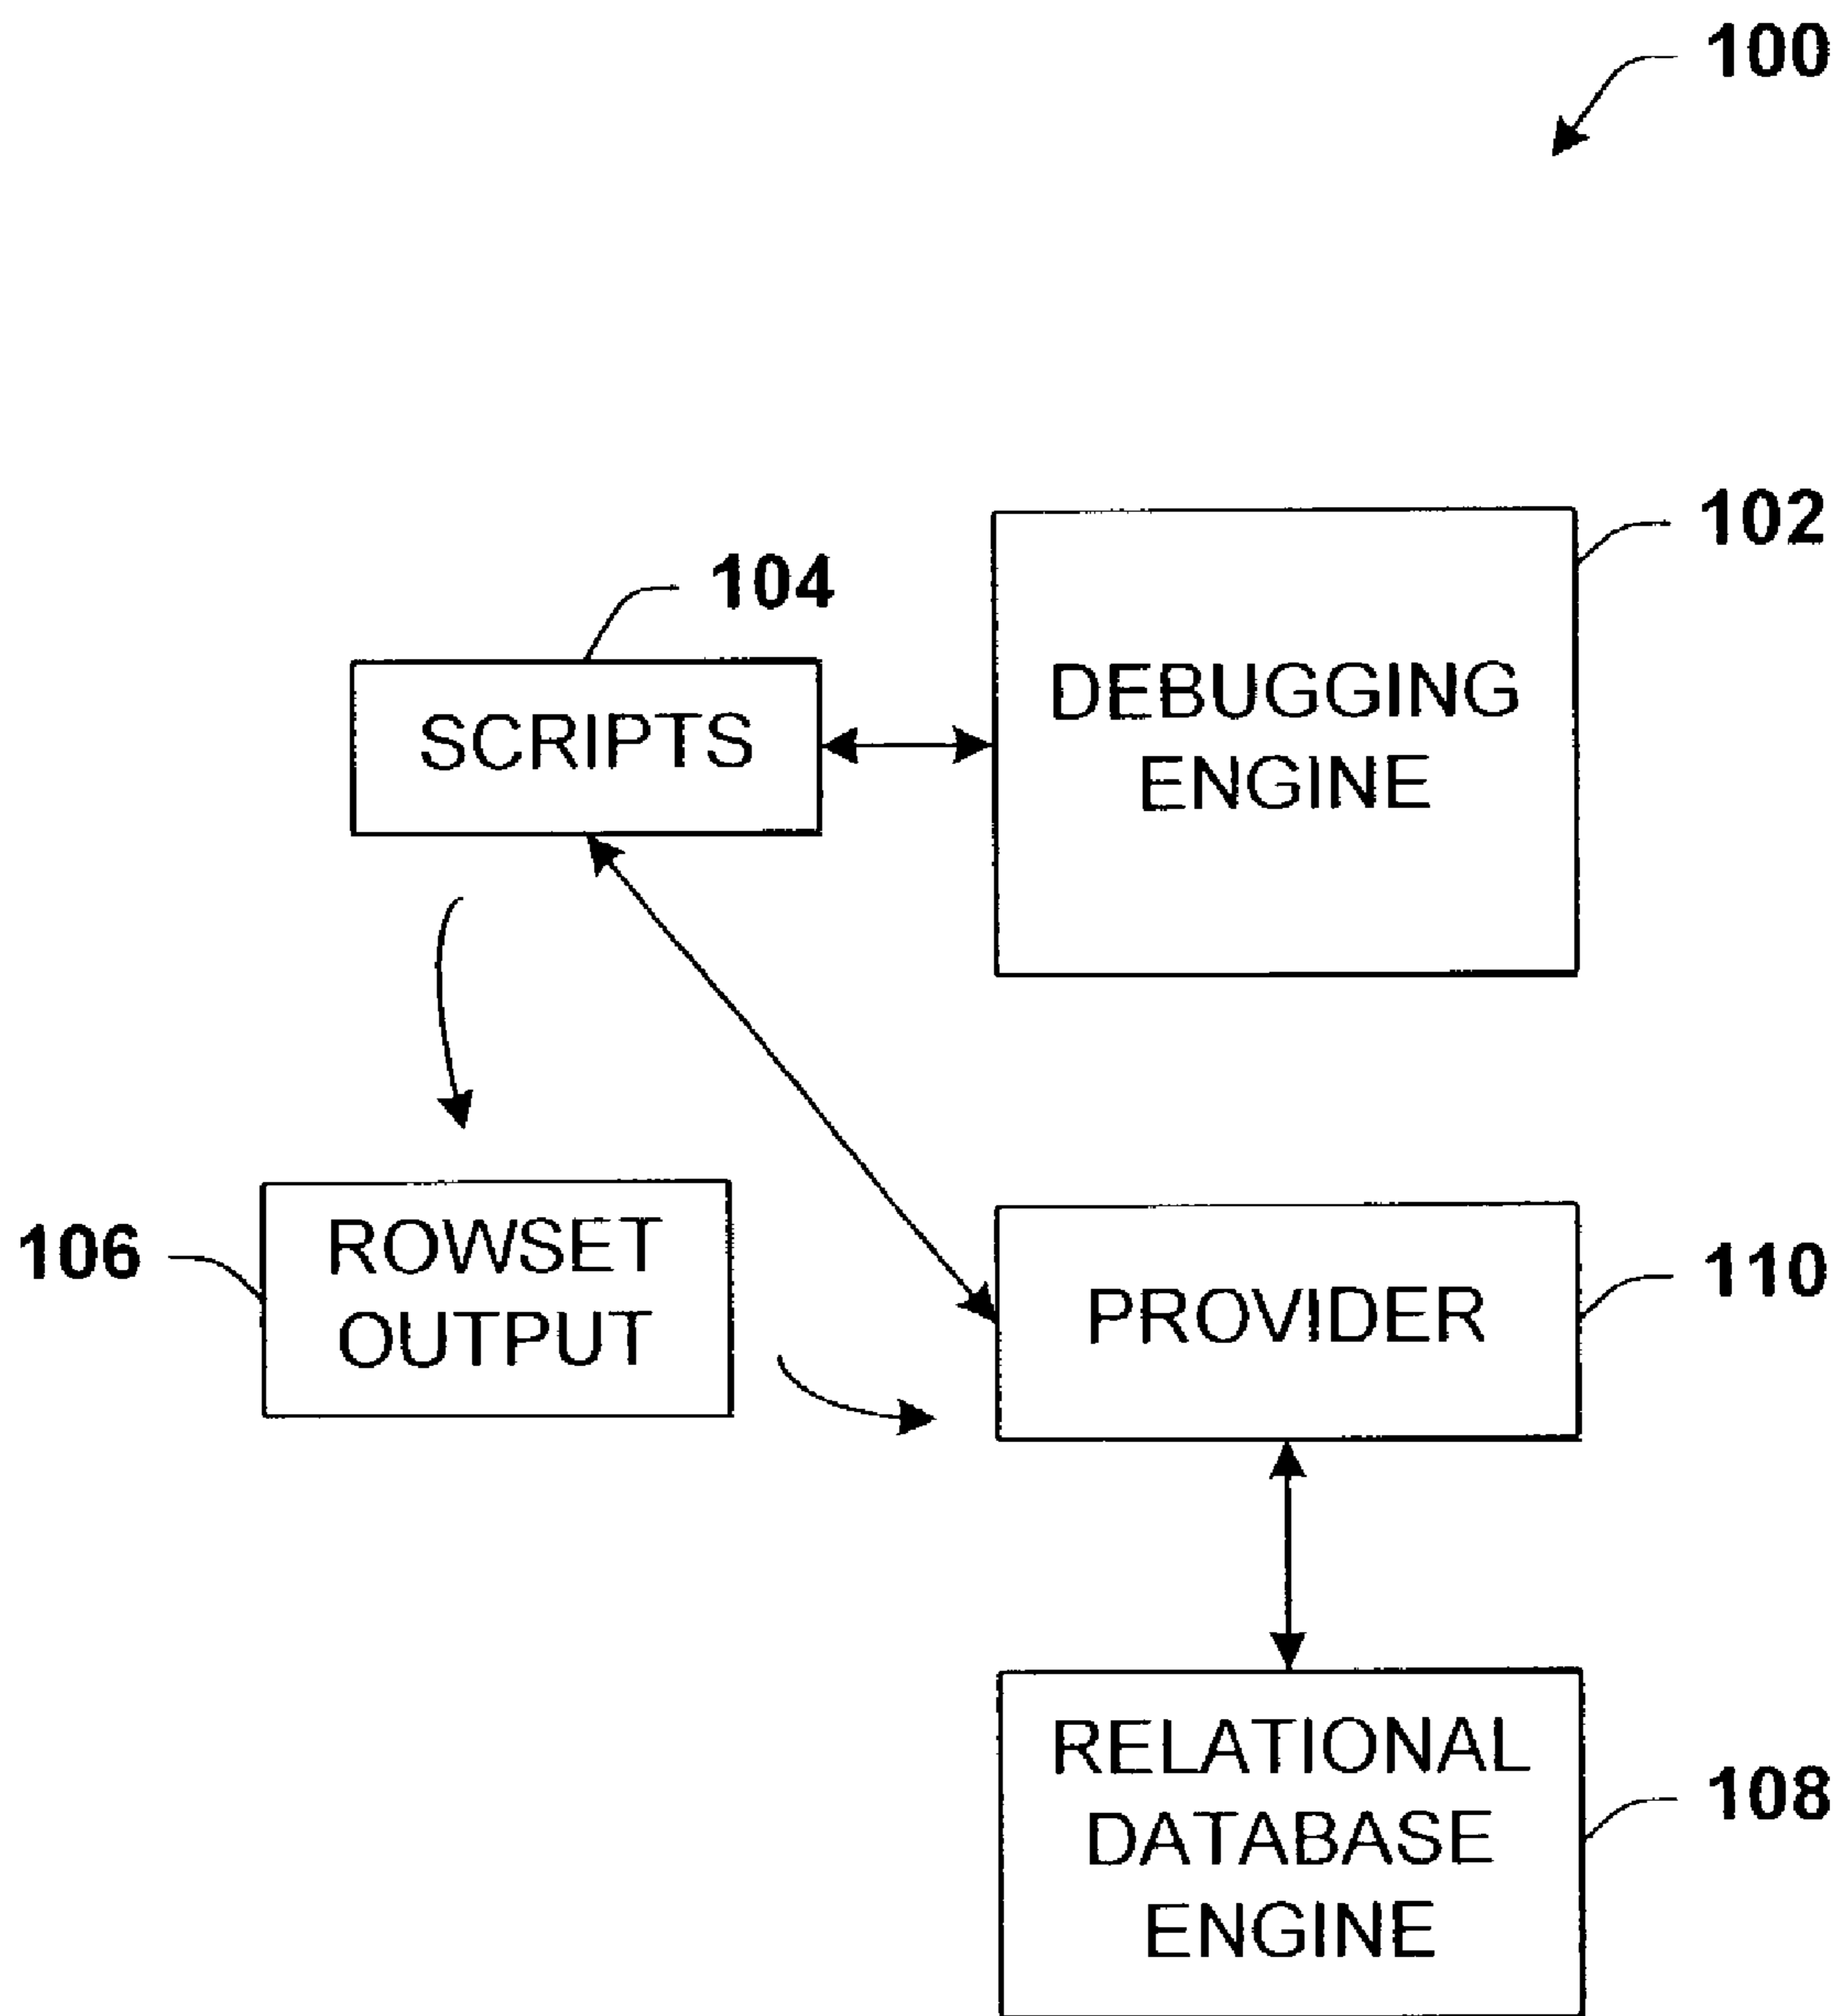 100
102
104
SCRIPTS
DEBUGGING
ENGINE
106
ROWSET
OUTPUT
PROVIDER
110
RELATIONAL
DATABASE
ENGINE
108